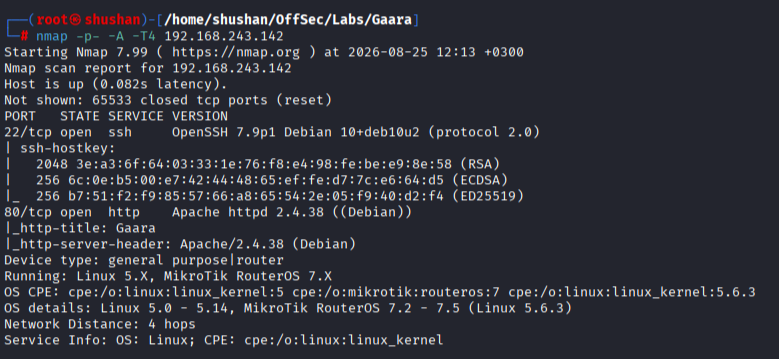 ┌──(root㉿shushan)-[/home/shushan/OffSec/Labs/Gaara]
└─# nmap -p- -A -T4 192.168.243.142
Starting Nmap 7.99 ( https://nmap.org ) at 2026-08-25 12:13 +0300
Nmap scan report for 192.168.243.142
Host is up (0.082s latency).
Not shown: 65533 closed tcp ports (reset)
PORT   STATE SERVICE VERSION
22/tcp open  ssh     OpenSSH 7.9p1 Debian 10+deb10u2 (protocol 2.0)
| ssh-hostkey:
|   2048 3e:a3:6f:64:03:33:1e:76:f8:e4:98:fe:be:e9:8e:58 (RSA)
|   256 6c:0e:b5:00:e7:42:44:48:65:ef:fe:d7:7c:e6:64:d5 (ECDSA)
|_  256 b7:51:f2:f9:85:57:66:a8:65:54:2e:05:f9:40:d2:f4 (ED25519)
80/tcp open  http    Apache httpd 2.4.38 ((Debian))
|_http-title: Gaara
|_http-server-header: Apache/2.4.38 (Debian)
Device type: general purpose|router
Running: Linux 5.X, MikroTik RouterOS 7.X
OS CPE: cpe:/o:linux:linux_kernel:5 cpe:/o:mikrotik:routeros:7 cpe:/o:linux:linux_kernel:5.6.3
OS details: Linux 5.0 - 5.14, MikroTik RouterOS 7.2 - 7.5 (Linux 5.6.3)
Network Distance: 4 hops
Service Info: OS: Linux; CPE: cpe:/o:linux:linux_kernel